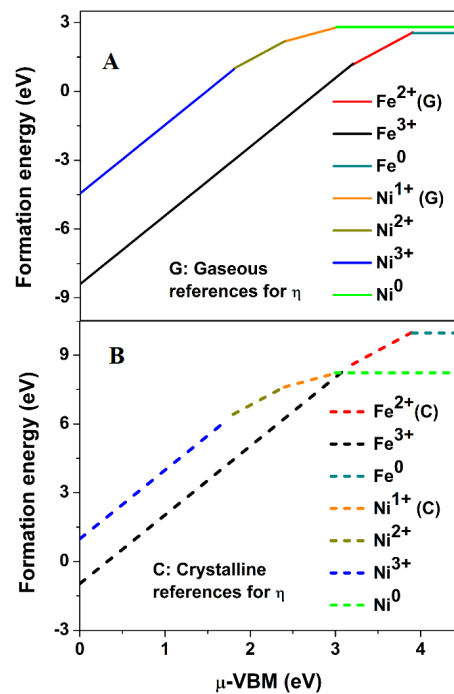 3
0
-3
-6
-9
Formation energy (eV)
A
Fe2+(G)
Fe3+
Fe0
Ni1+ (G)
Ni2+
Ni3+
Ni0
G: Gaseous
references for η
9
6
3
0
-3
Formation energy (eV)
B
Fe2+(C)
Fe3+
Fe0
Ni1+ (C)
Ni2+
Ni3+
Ni0
C: Crystalline
references for η
0 1 2 3 4
μ-VBM (eV)